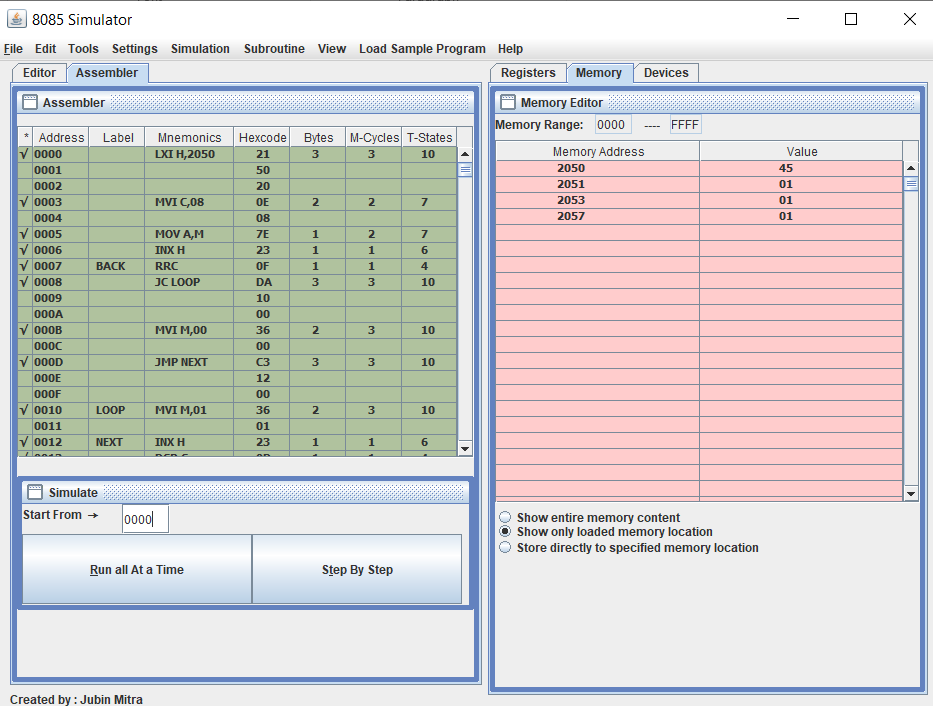 8085 Simulator
File Edit Tools Settings Simulation Subroutine View Load Sample Program Help
Editor Assembler
Assembler
* Address Label Mnemonics Hexcode Bytes M-Cycles T-States
√ 0000 LXI H,2050 21 3 3 10
0001 50
0002 20
√ 0003 MVI C,08 0E 2 2 7
0004 08
√ 0005 MOV A,M 7E 1 2 7
√ 0006 INX H 23 1 1 6
√ 0007 BACK RRC 0F 1 1 4
√ 0008 JC LOOP DA 3 3 10
0009 10
000A 00
√ 000B MVI M,00 36 2 3 10
000C 00
√ 000D JMP NEXT C3 3 3 10
000E 12
000F 00
√ 0010 LOOP MVI M,01 36 2 3 10
0011 01
√ 0012 NEXT INX H 23 1 1 6
Simulate
Start From → 0000
Run all At a Time Step By Step
Registers Memory Devices
Memory Editor
Memory Range: 0000 ---- FFFF
Memory Address Value
2050 45
2051 01
2053 01
2057 01
Show entire memory content
Show only loaded memory location
Store directly to specified memory location
Created by : Jubin Mitra